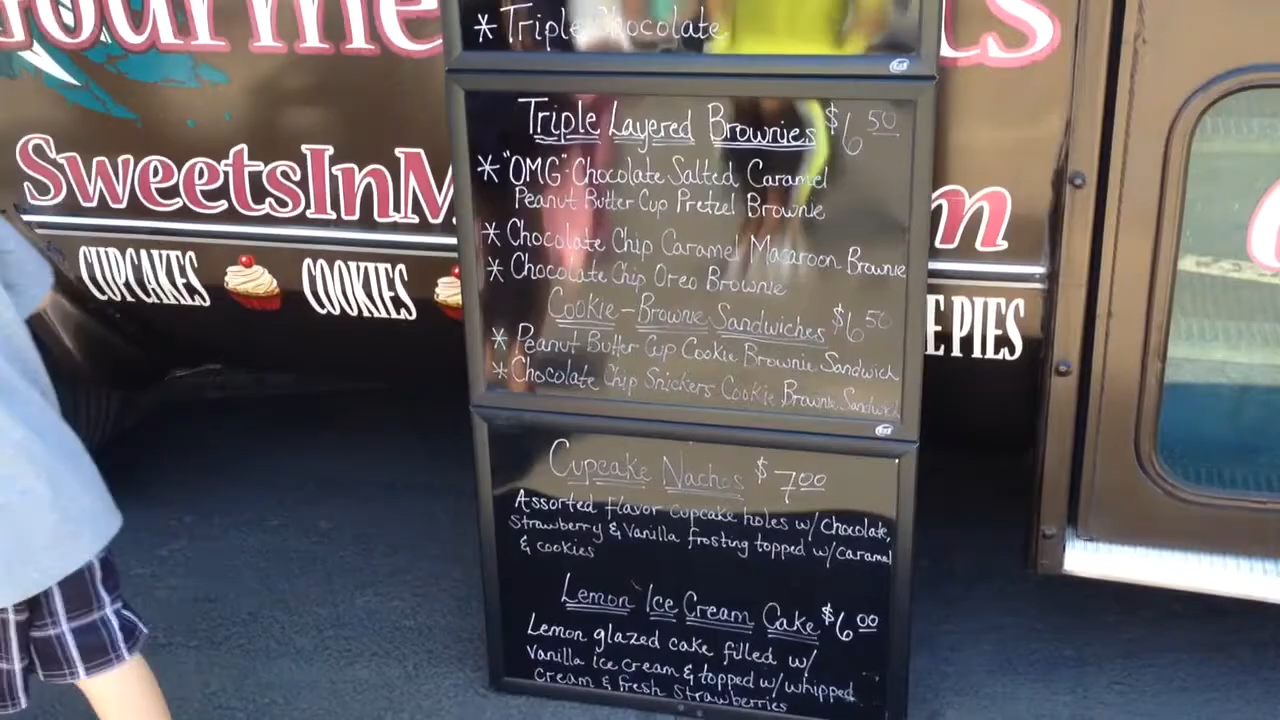 * Triple Chocolate
Triple Layered Brownies $6 50
* "OMG" Chocolate Salted Caramel
Peanut Butter Cup Pretzel Brownie
* Chocolate Chip Caramel Macaroon Brownie
* Chocolate Chip Oreo Brownie
Cookie-Brownie Sandwiches $6 50
* Peanut Butter Cup Cookie Brownie Sandwich
* Chocolate Chip Snickers Cookie Brownie Sandwich
Cupcake Nachos $7 00
Assorted flavor cupcake holes w/ chocolate,
Strawberry & Vanilla frosting topped w/caramel
& cookies
Lemon Ice Cream Cake $6 00
Lemon glazed cake filled w/
Vanilla Ice cream & topped w/whipped
cream & fresh strawberries
SweetsInM
m
CUPCAKES COOKIES
E PIES